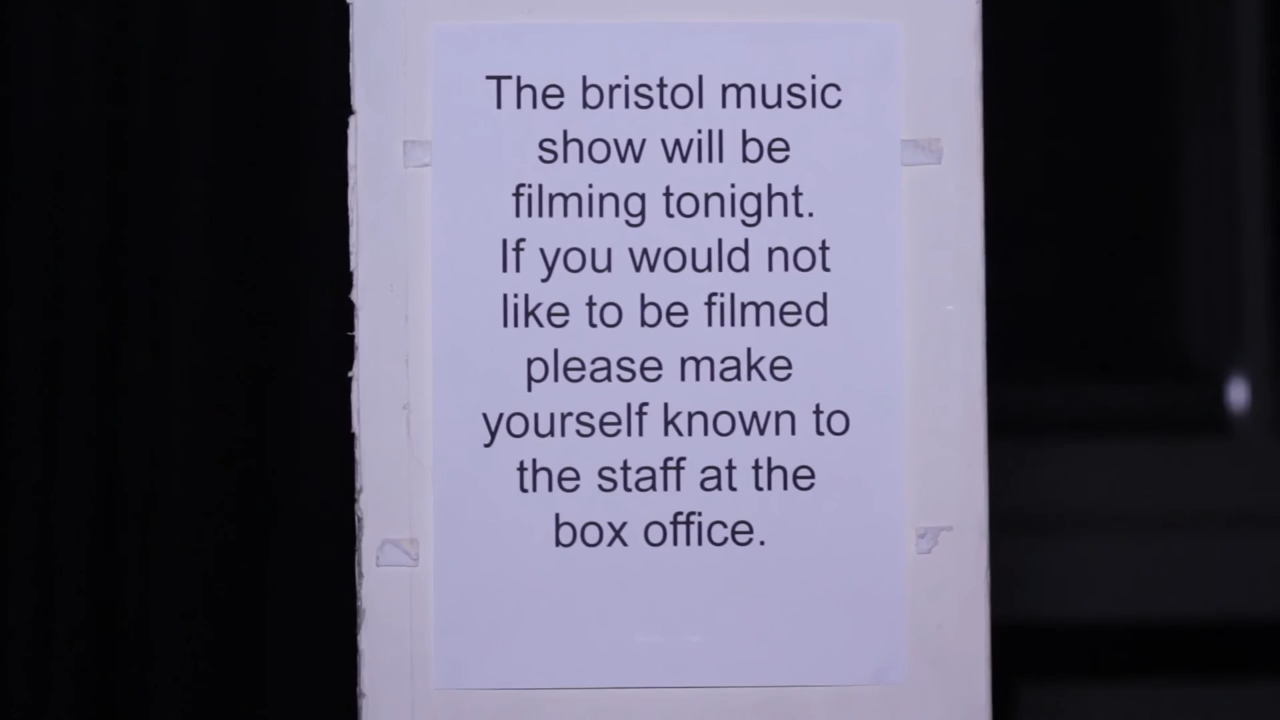 The bristol music
show will be
filming tonight.
If you would not
like to be filmed
please make
yourself known to
the staff at the
box office.